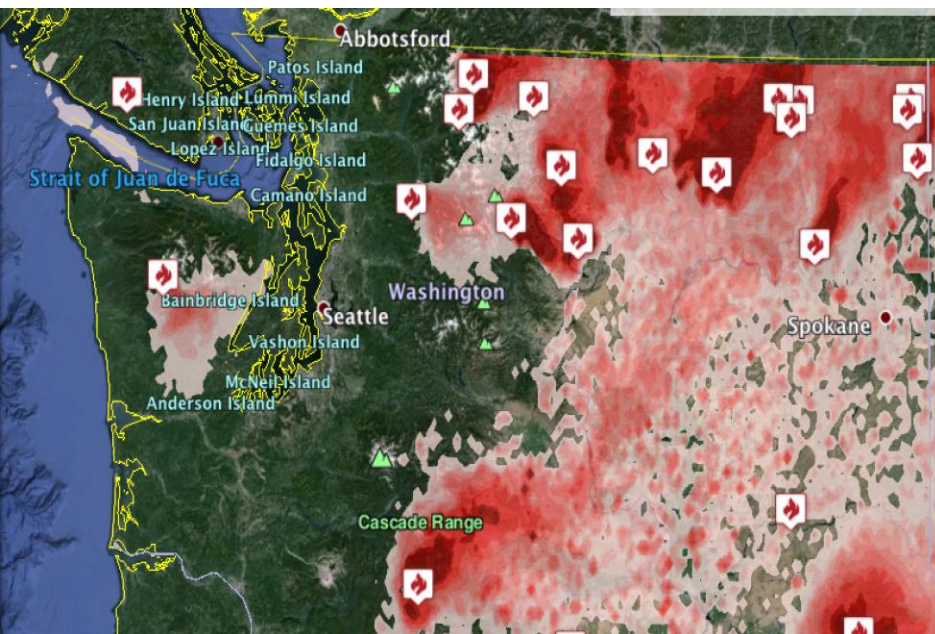 Abbotsford
Patos Island
Henry Island
Lummi Island
San Juan Island
Guemes Island
Lopez Island
Fidalgo Island
Strait of Juan de Fuca
Camano Island
Washington
Bainbridge Island
Seattle
Spokane
Vashon Island
McNeil Island
Anderson Island
Cascade Range